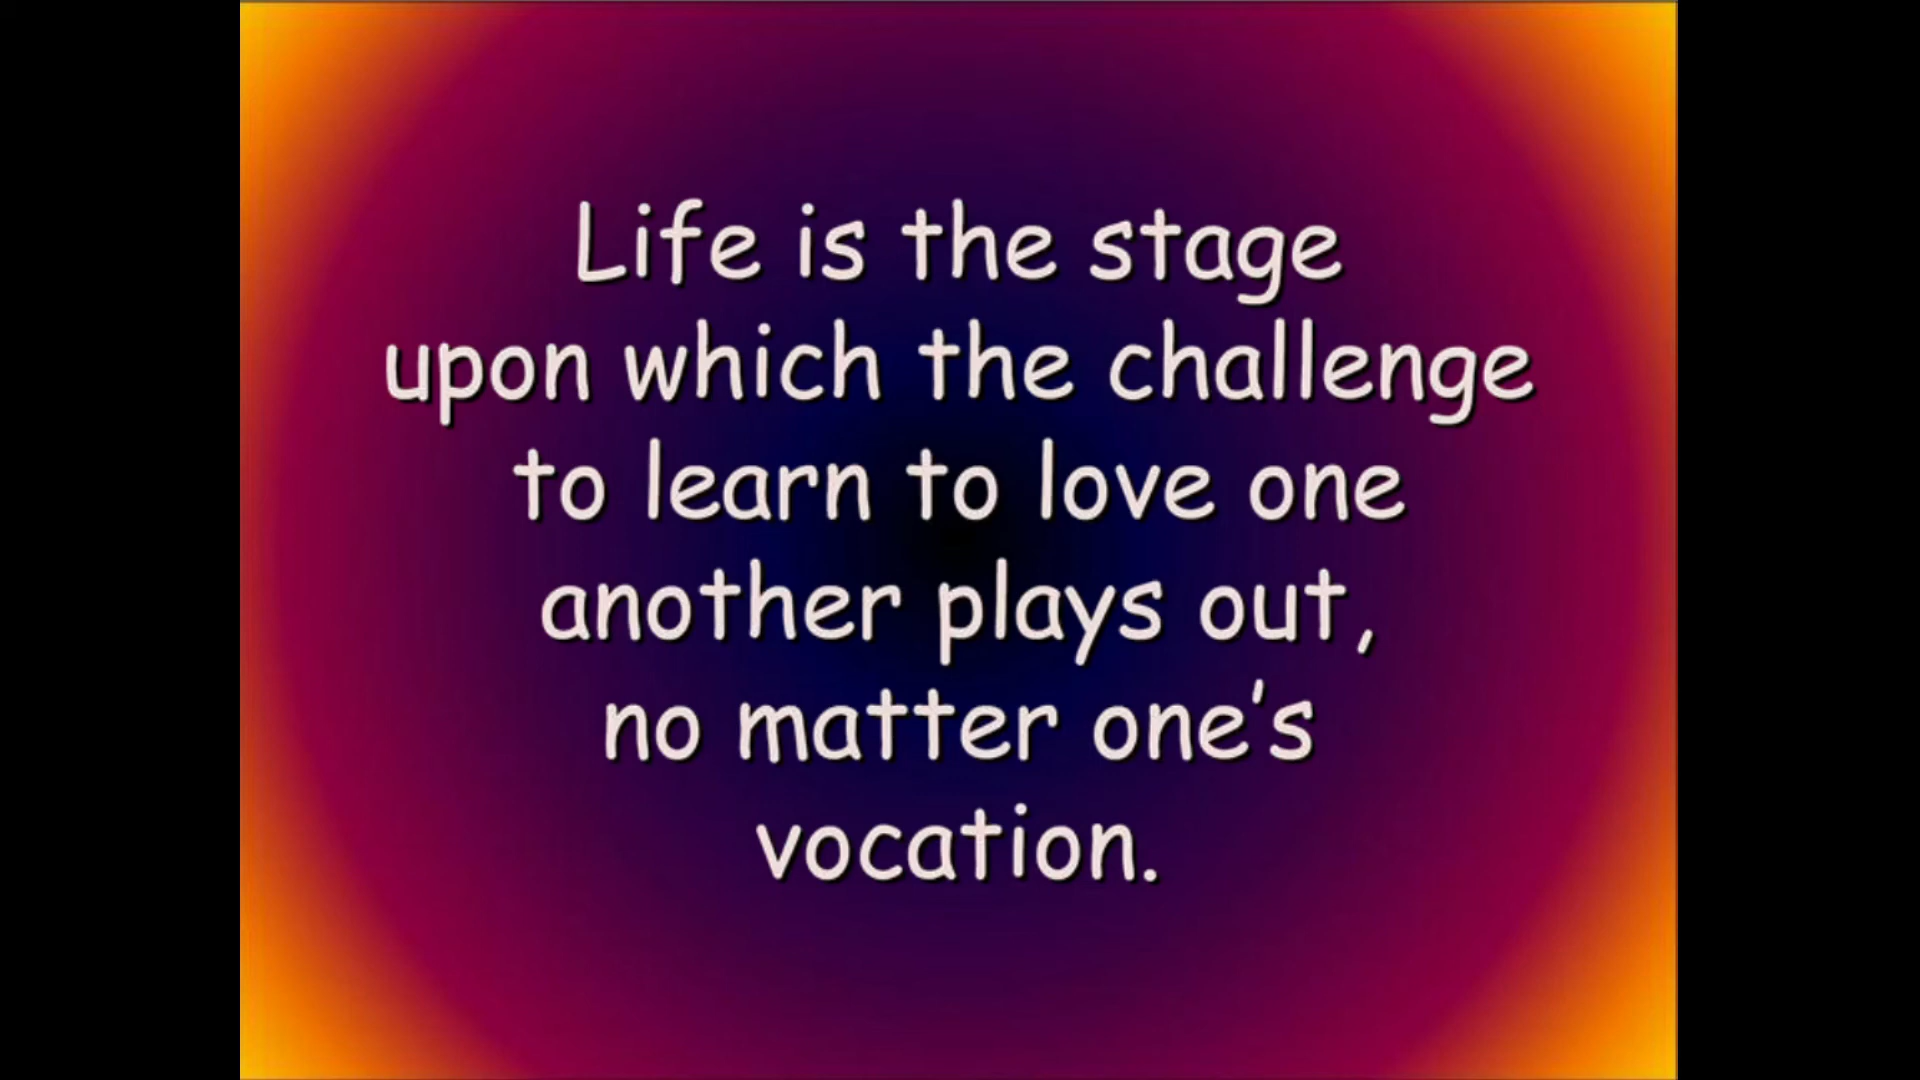 Life is the stage
upon which the challenge
to learn to love one
another plays out,
no matter one's
vocation.